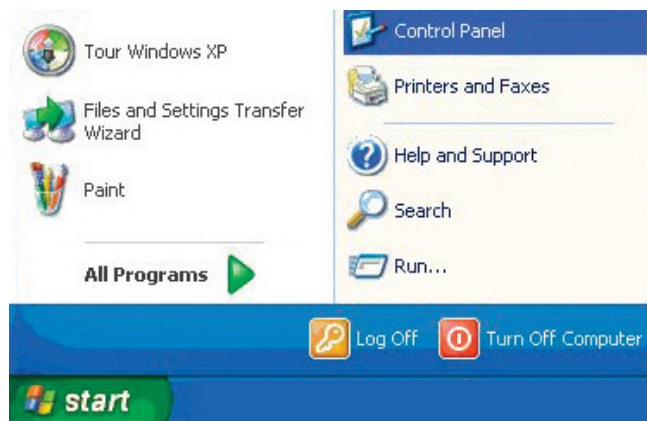 Tour Windows XP
Files and Settings Transfer
Wizard
Paint
All Programs
Control Panel
Printers and Faxes
Help and Support
Search
Run...
Log Off
Turn Off Computer
start